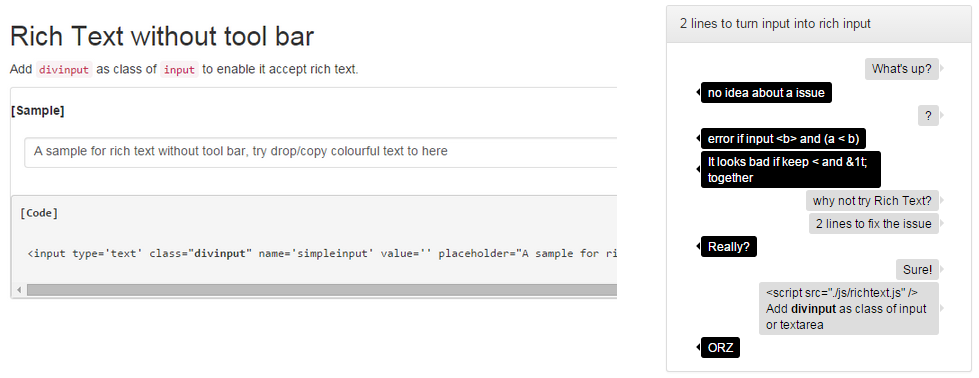 Rich Text without tool bar
Add divinput as class of input to enable it accept rich text.
[Sample]
A sample for rich text without tool bar, try drop/copy colourful text to here
[Code]
<input type='text' class="divinput" name='simpleinput' value='' placeholder="A sample for ri
2 lines to turn input into rich input
What's up?
no idea about a issue
?
error if input <b> and (a < b)
It looks bad if keep < and &1t;
together
why not try Rich Text?
2 lines to fix the issue
Really?
Sure!
<script src="./js/richtext.js" />
Add divinput as class of input
or textarea
ORZ